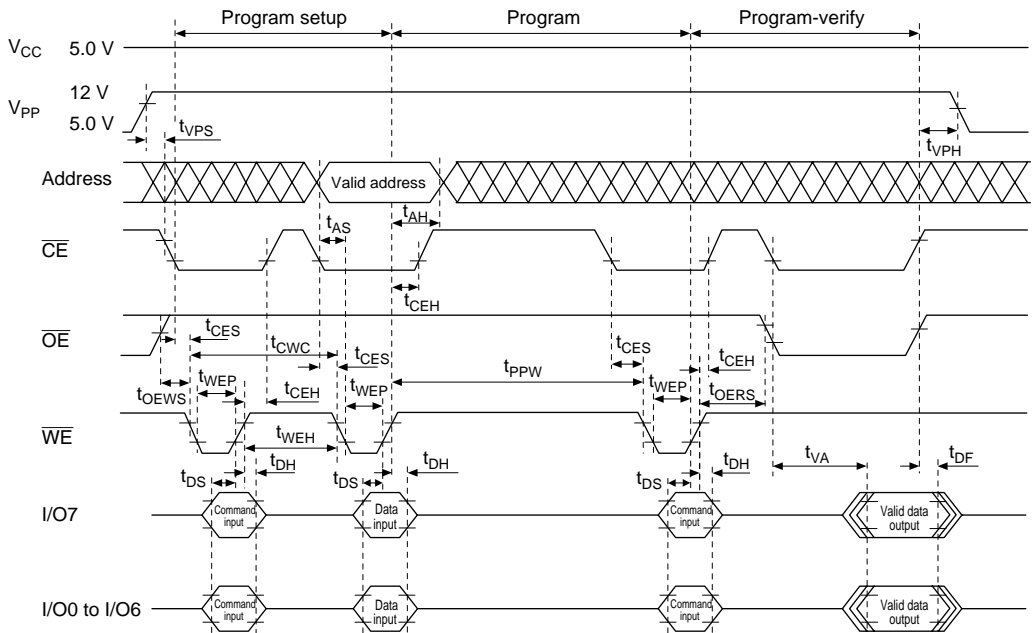 Program setup Program Program-verify
VCC 5.0 V
12 V
VPP
5.0 V
tVPS
tVPH
Address Valid address
tAH
tAS
CE
tCEH
OE
tCES
tCWC
tCES
tCES
tCEH
tPPW
tWEP
tOEWS
tCEH
tWEP
tWEP
tOERS
WE
tWEH
tVA
tDS
tDH
tDS
tDH
tDS
tDH
tDF
I/O7 Command input Data input Command input Valid data output
I/O0 to I/O6 Command input Data input Command input Valid data output